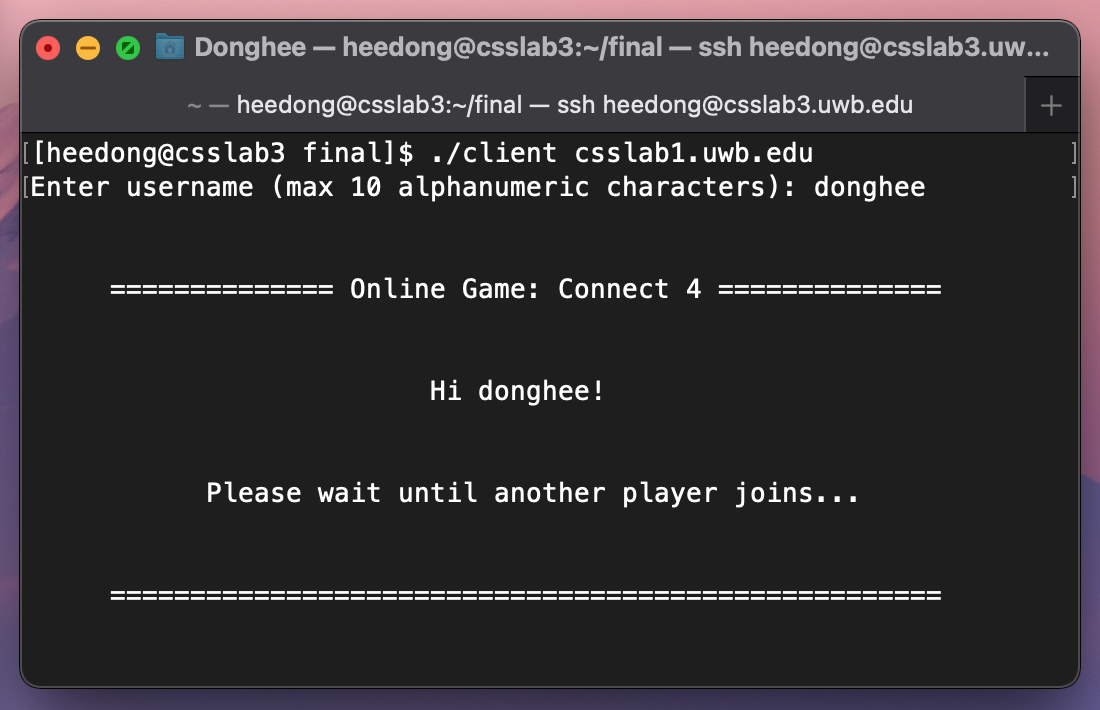 Donghee — heedong@csslab3:~/final — ssh heedong@csslab3.uw...
~ — heedong@csslab3:~/final — ssh heedong@csslab3.uwb.edu
[[heedong@csslab3 final]$ ./client csslab1.uwb.edu ]
[Enter username (max 10 alphanumeric characters): donghee ]
============== Online Game: Connect 4 ==============
Hi donghee!
Please wait until another player joins...
====================================================